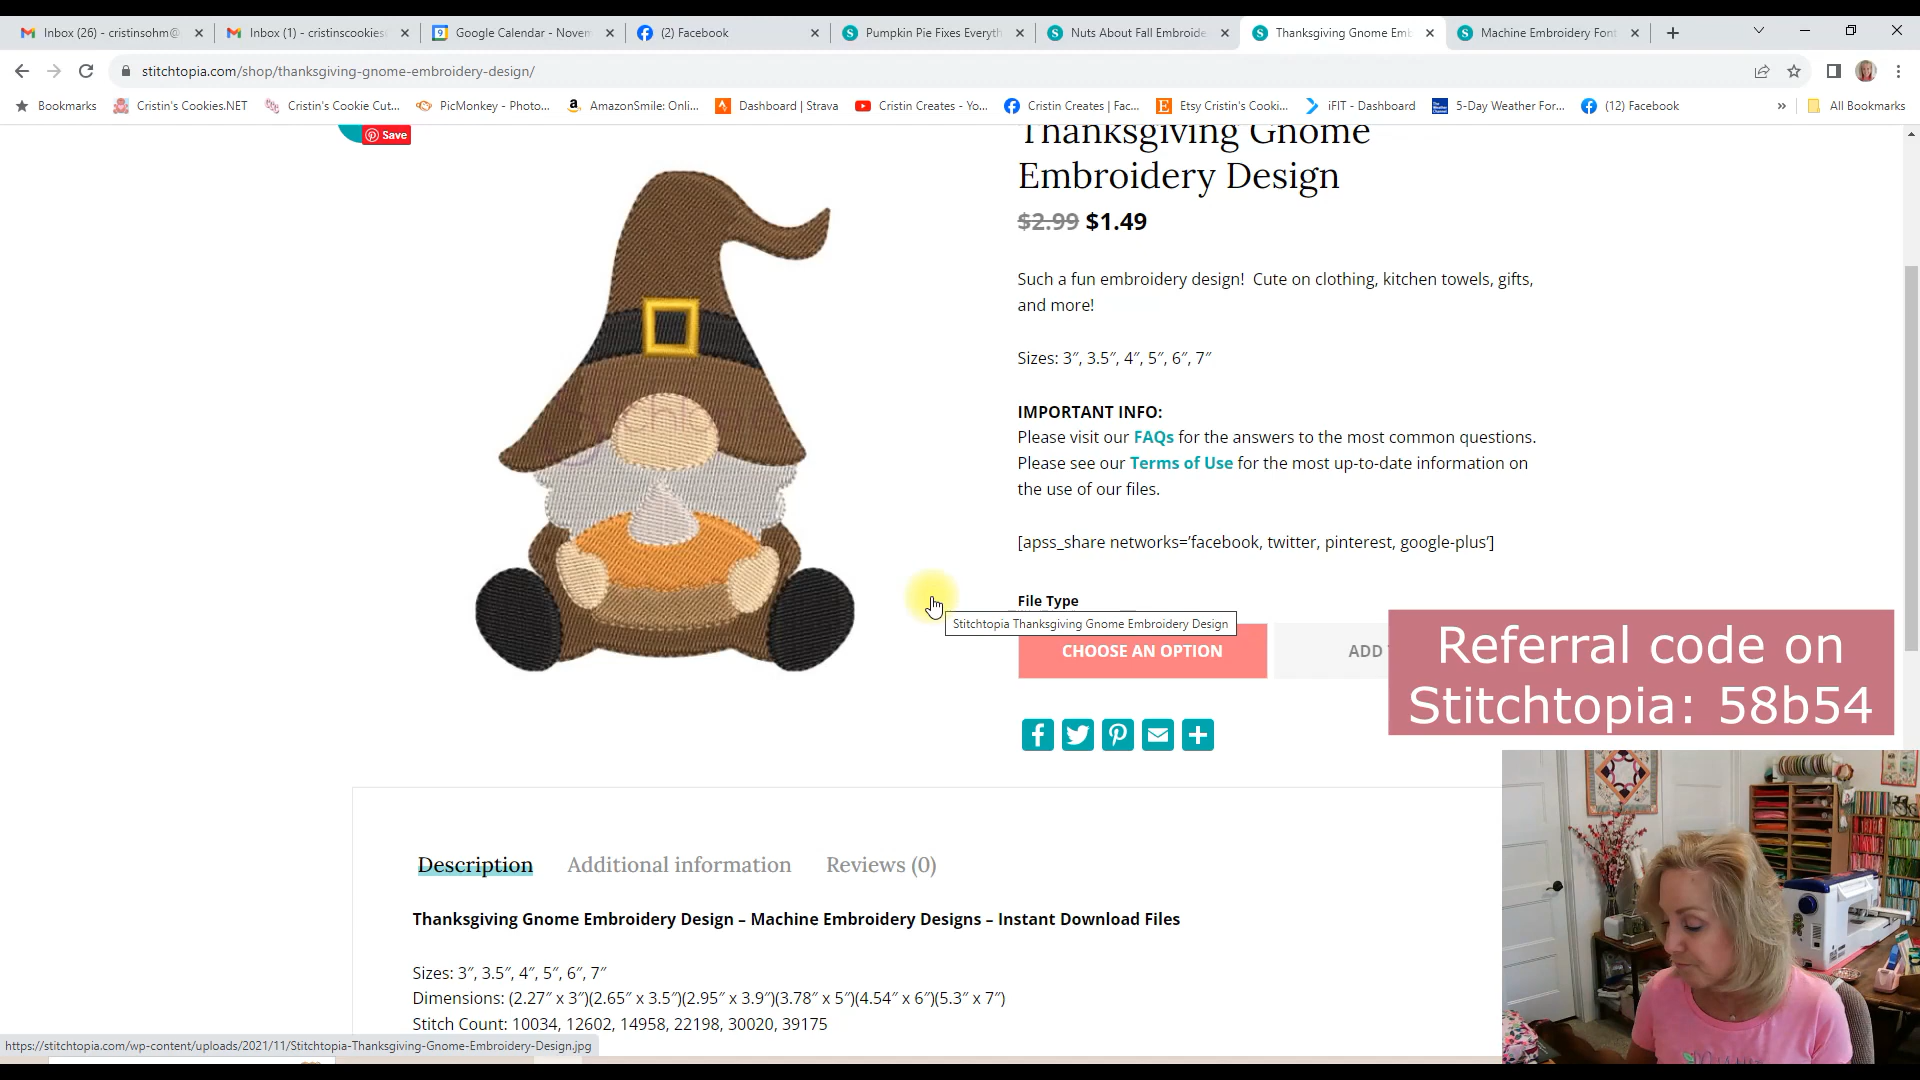 Inbox (26) - cristinsohm@
Inbox (1) - cristinscookies
Google Calendar - Novem
(2) Facebook
Pumpkin Pie Fixes Everyth
Nuts About Fall Embroide
Thanksgiving Gnome Emb
Machine Embroidery Font
stitchtopia.com/shop/thanksgiving-gnome-embroidery-design/
Bookmarks
Cristin's Cookies.NET
Cristin's Cookie Cut...
PicMonkey - Photo...
AmazonSmile: Onli...
Dashboard | Strava
Cristin Creates - Yo...
Cristin Creates | Fac...
Etsy Cristin's Cooki...
iFIT - Dashboard
5-Day Weather For...
(12) Facebook
»
All Bookmarks
Save
Thanksgiving Gnome
Embroidery Design
$2.99 $1.49
Such a fun embroidery design! Cute on clothing, kitchen towels, gifts,
and more!
Sizes: 3″, 3.5″, 4″, 5″, 6″, 7″
IMPORTANT INFO:
Please visit our FAQs for the answers to the most common questions.
Please see our Terms of Use for the most up-to-date information on
the use of our files.
[apss_share networks=’facebook, twitter, pinterest, google-plus’]
File Type
Stitchtopia Thanksgiving Gnome Embroidery Design
CHOOSE AN OPTION
ADD
Referral code on
Stitchtopia: 58b54
Description
Additional information
Reviews (0)
Thanksgiving Gnome Embroidery Design – Machine Embroidery Designs – Instant Download Files
Sizes: 3″, 3.5″, 4″, 5″, 6″, 7″
Dimensions: (2.27″ x 3″)(2.65″ x 3.5″)(2.95″ x 3.9″)(3.78″ x 5″)(4.54″ x 6″)(5.3″ x 7″)
Stitch Count: 10034, 12602, 14958, 22198, 30020, 39175
https://stitchtopia.com/wp-content/uploads/2021/11/Stitchtopia-Thanksgiving-Gnome-Embroidery-Design.jpg